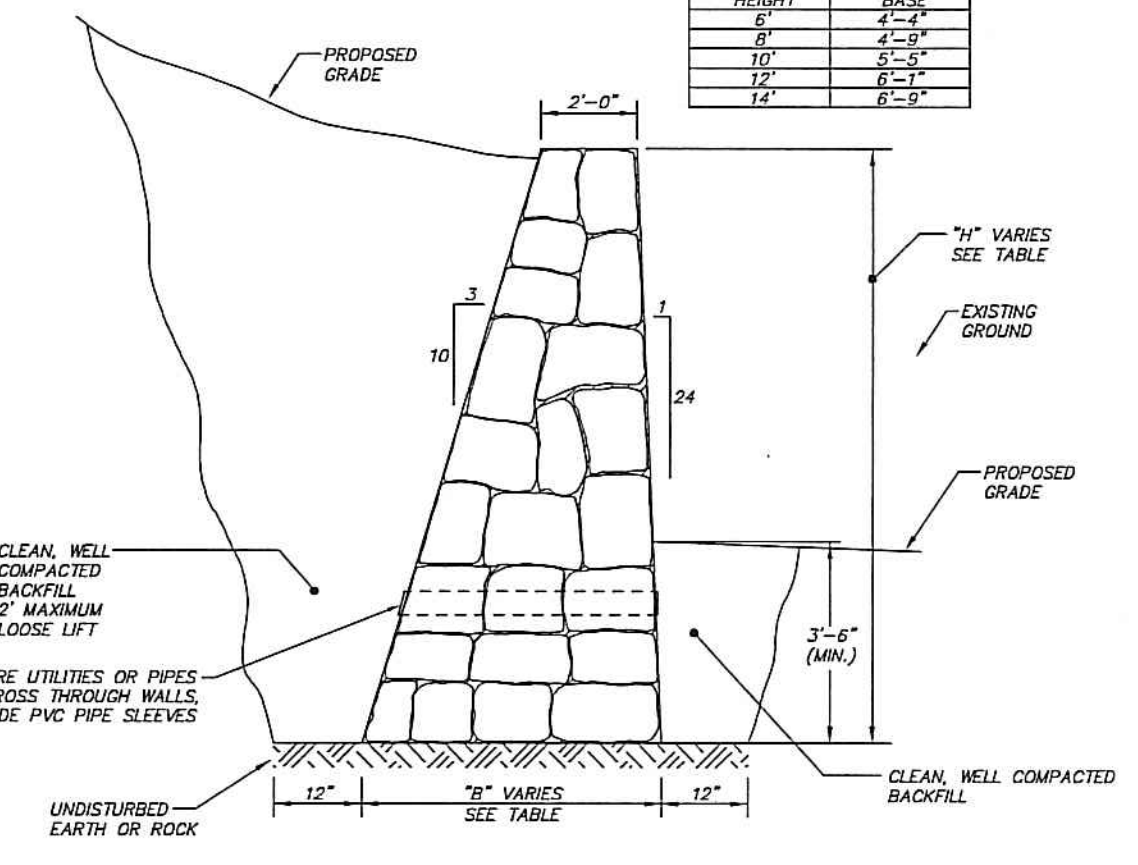 HEIGHT BASE
6' 4'-4"
8' 4'-9"
10' 5'-5"
12' 6'-1"
14' 6'-9"
PROPOSED
GRADE
2'-0"
"H" VARIES
SEE TABLE
3
10
1
24
EXISTING
GROUND
PROPOSED
GRADE
CLEAN, WELL
COMPACTED
BACKFILL
2' MAXIMUM
LOOSE LIFT
3'-6"
(MIN.)
RE UTILITIES OR PIPES
ROSS THROUGH WALLS,
DE PVC PIPE SLEEVES
CLEAN, WELL COMPACTED
BACKFILL
12"
"B" VARIES
SEE TABLE
12"
UNDISTURBED
EARTH OR ROCK